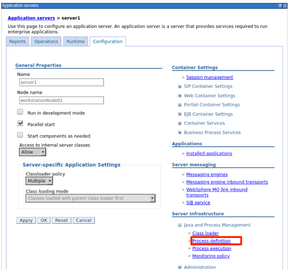 Application servers
Application servers > server1
Use this page to configure an application server. An application server is a server that provides services required to run
enterprise applications.
Reports
Operations
Runtime
Configuration
General Properties
Name
server1
Node name
workstationNode01
Run in development mode
Parallel start
Start components as needed
Access to internal server classes
Allow
Server-specific Application Settings
Classloader policy
Multiple
Class loading mode
Classes loaded with parent class loader first
Apply
OK
Reset
Cancel
Container Settings
Session management
SIP Container Settings
Web Container Settings
Portlet Container Settings
EJB Container Settings
Container Services
Business Process Services
Applications
Installed applications
Server messaging
Messaging engines
Messaging engine inbound transports
WebSphere MQ link inbound
transports
SIB service
Server Infrastructure
Java and Process Management
Class loader
Process definition
Process execution
Monitoring policy
Administration